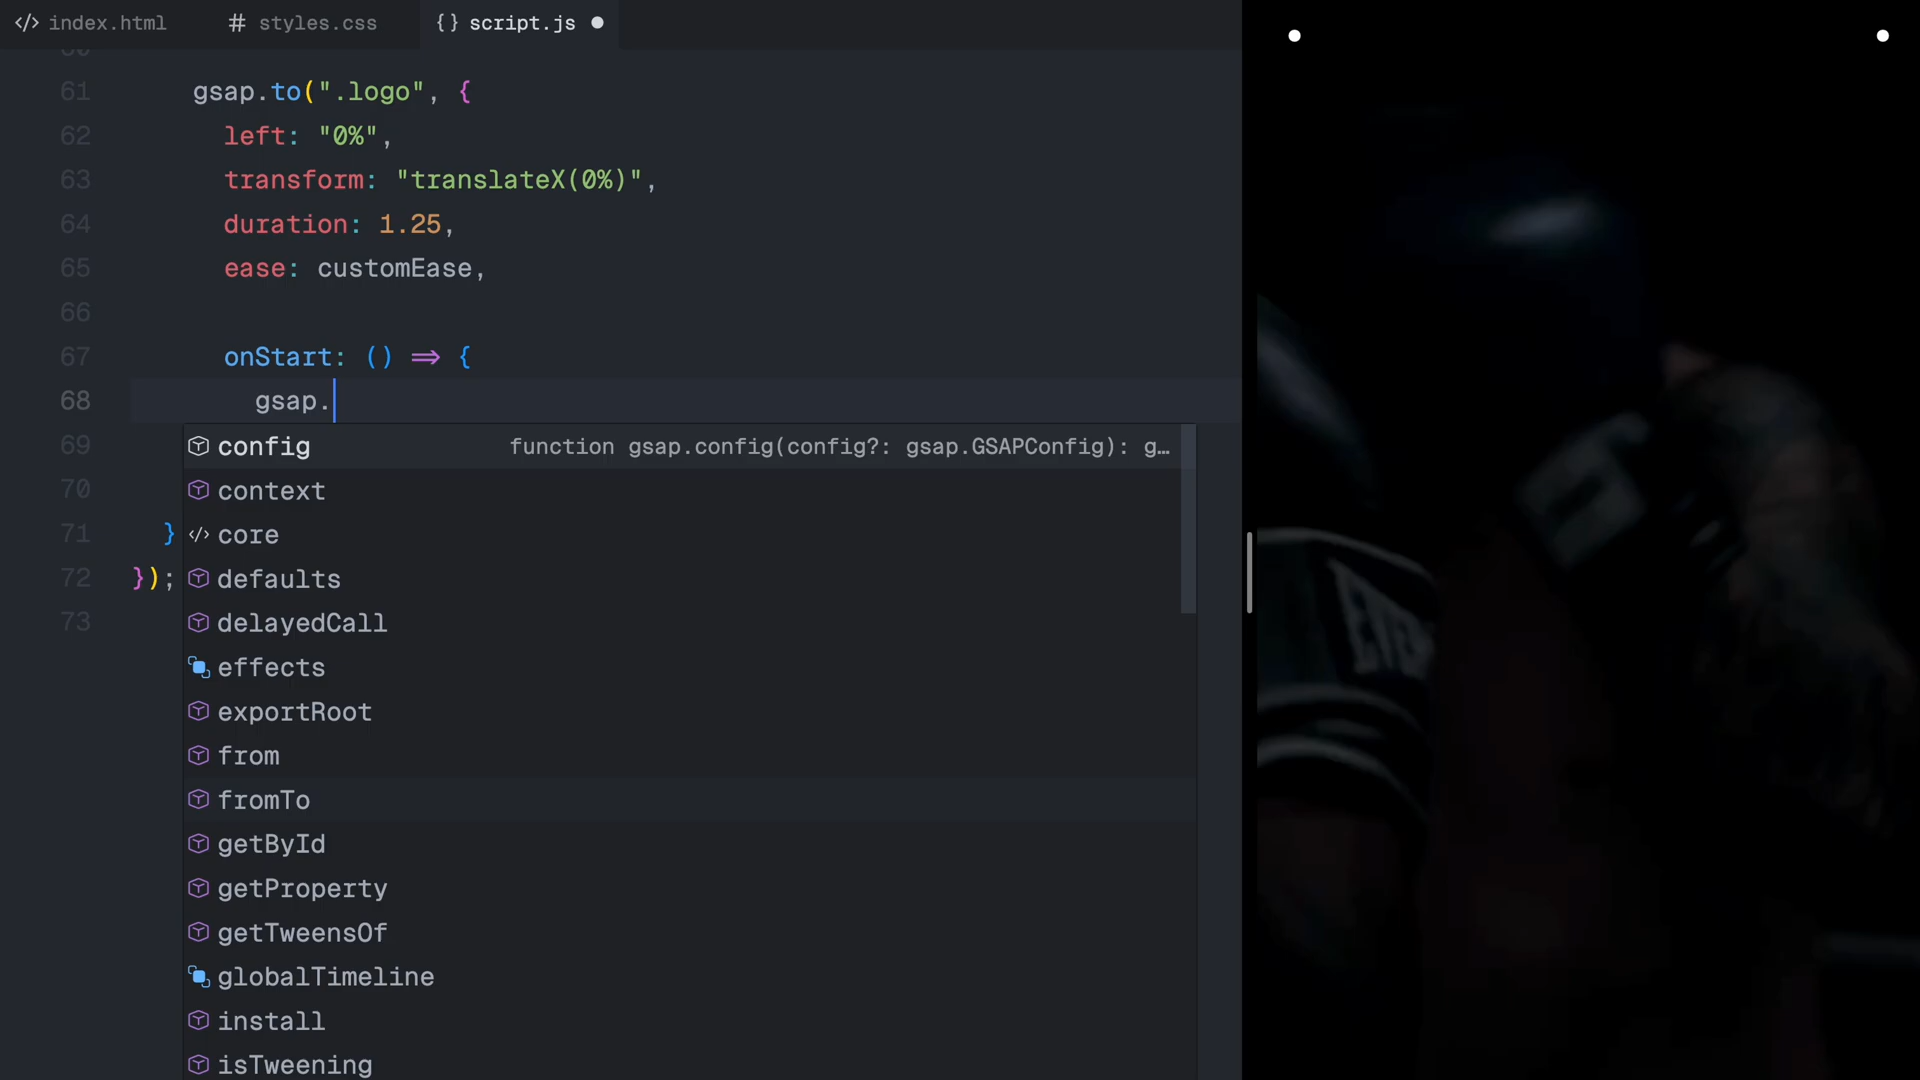 index.html
styles.css
{} script.js
61 gsap.to(".logo", {
62 left: "0%",
63 transform: "translateX(0%)",
64 duration: 1.25,
65 ease: customEase,
66
67 onStart: () => {
68 gsap.
69 config function gsap.config(config?: gsap.GSAPConfig): g…
70 context
71 } core
72 }); defaults
73 delayedCall
effects
exportRoot
from
fromTo
getById
getProperty
getTweensOf
globalTimeline
install
isTweening